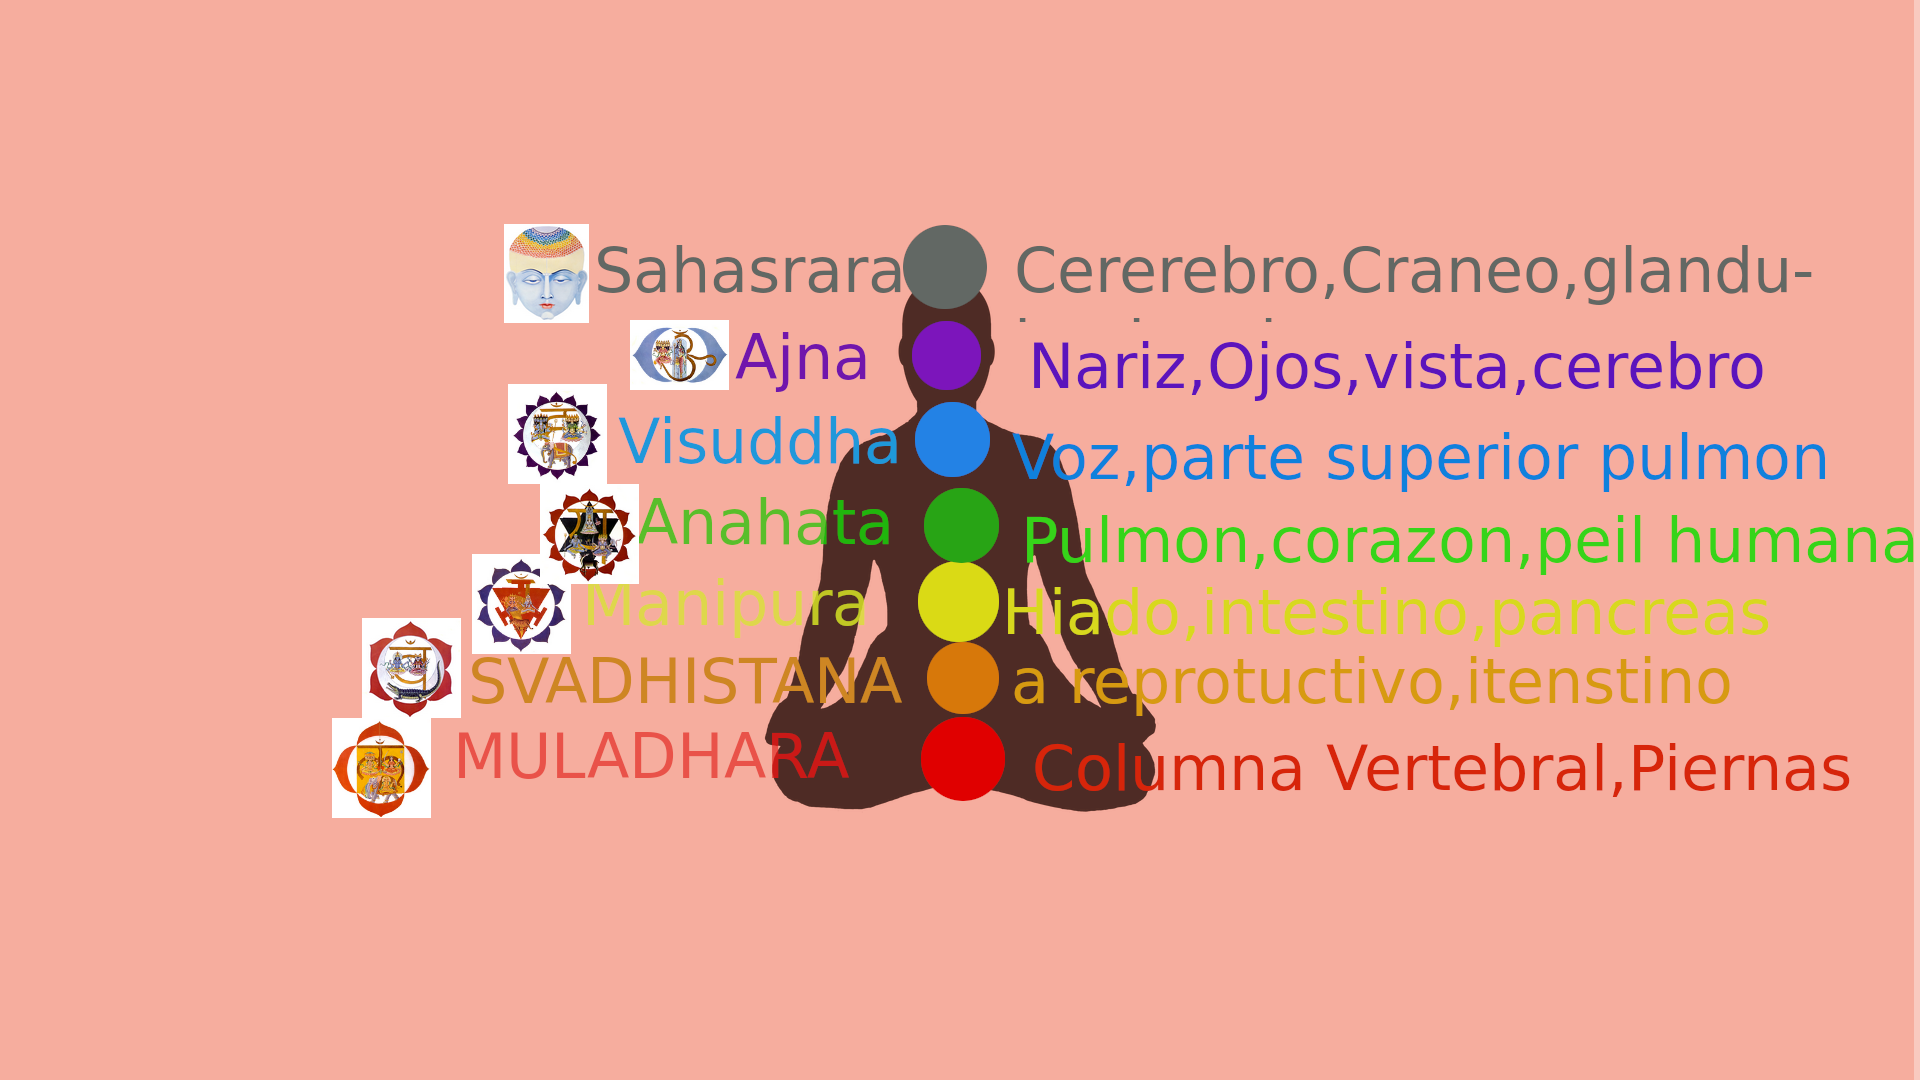 Sahasrara
Cererebro,Craneo,glandu-
Ajna
Nariz,Ojos,vista,cerebro
Visuddha
Voz,parte superior pulmon
Anahata
Pulmon,corazon,peil humana
Manipura
Hiado,intestino,pancreas
SVADHISTANA
a reprotuctivo,itenstino
MULADHARA
Columna Vertebral,Piernas